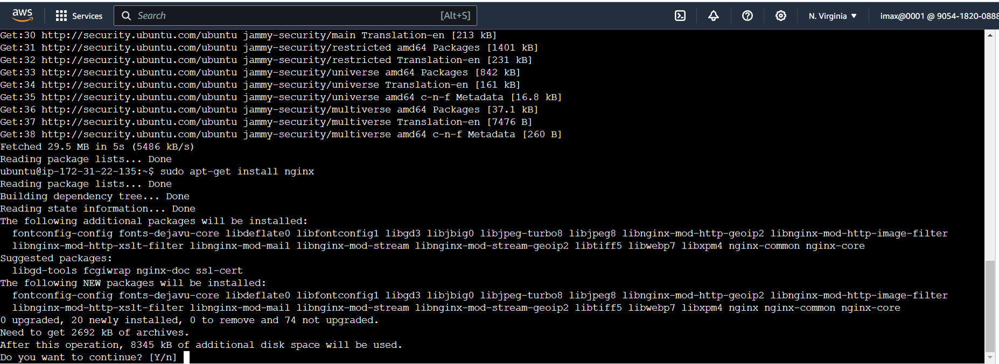 aws
Services
Search
[Alt+S]
N. Virginia
imax@0001 @ 9054-1820-0888
Get:30 http://security.ubuntu.com/ubuntu jammy-security/main Translation-en [213 kB]
Get:31 http://security.ubuntu.com/ubuntu jammy-security/restricted amd64 Packages [1401 kB]
Get:32 http://security.ubuntu.com/ubuntu jammy-security/restricted Translation-en [231 kB]
Get:33 http://security.ubuntu.com/ubuntu jammy-security/universe amd64 Packages [842 kB]
Get:34 http://security.ubuntu.com/ubuntu jammy-security/universe Translation-en [161 kB]
Get:35 http://security.ubuntu.com/ubuntu jammy-security/universe amd64 c-n-f Metadata [16.8 kB]
Get:36 http://security.ubuntu.com/ubuntu jammy-security/multiverse amd64 Packages [37.1 kB]
Get:37 http://security.ubuntu.com/ubuntu jammy-security/multiverse Translation-en [7476 B]
Get:38 http://security.ubuntu.com/ubuntu jammy-security/multiverse amd64 c-n-f Metadata [260 B]
Fetched 29.5 MB in 5s (5486 kB/s)
Reading package lists... Done
ubuntu@ip-172-31-22-135:~$ sudo apt-get install nginx
Reading package lists... Done
Building dependency tree... Done
Reading state information... Done
The following additional packages will be installed:
  fontconfig-config fonts-dejavu-core libdeflate0 libfontconfig1 libgd3 libjbig0 libjpeg-turbo8 libjpeg8 libnginx-mod-http-geoip2 libnginx-mod-http-image-filter
  libnginx-mod-http-xslt-filter libnginx-mod-mail libnginx-mod-stream libnginx-mod-stream-geoip2 libtiff5 libwebp7 libxpm4 nginx-common nginx-core
Suggested packages:
  libgd-tools fcgiwrap nginx-doc ssl-cert
The following NEW packages will be installed:
  fontconfig-config fonts-dejavu-core libdeflate0 libfontconfig1 libgd3 libjbig0 libjpeg-turbo8 libjpeg8 libnginx-mod-http-geoip2 libnginx-mod-http-image-filter
  libnginx-mod-http-xslt-filter libnginx-mod-mail libnginx-mod-stream libnginx-mod-stream-geoip2 libtiff5 libwebp7 libxpm4 nginx nginx-common nginx-core
0 upgraded, 20 newly installed, 0 to remove and 74 not upgraded.
Need to get 2692 kB of archives.
After this operation, 8345 kB of additional disk space will be used.
Do you want to continue? [Y/n]